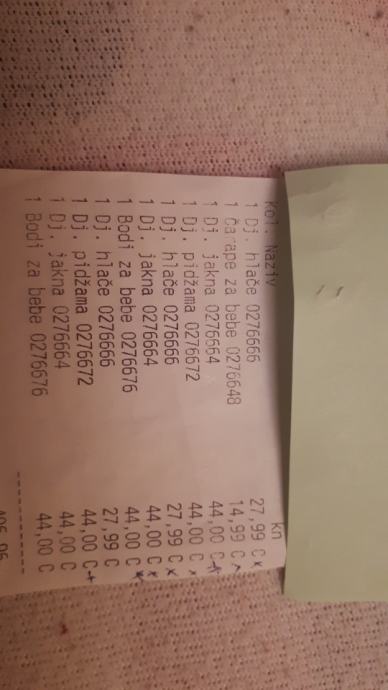 Kol. Naziv kn
1 Dj. hlače 0276666 27,99 C
1 Čarape za bebe 0276648 14,99 C
1 Dj. jakna 0276664 44,00 C
1 Dj. pidžama 0276672 44,00 C
1 Dj. hlače 0276666 27,99 C
1 Dj. jakna 0276664 44,00 C
1 Bodi za bebe 0276676 44,00 C
1 Dj. hlače 0276666 27,99 C
1 Dj. pidžama 0276672 44,00 C
1 Dj. jakna 0276664 44,00 C
1 Bodi za bebe 0276676 44,00 C